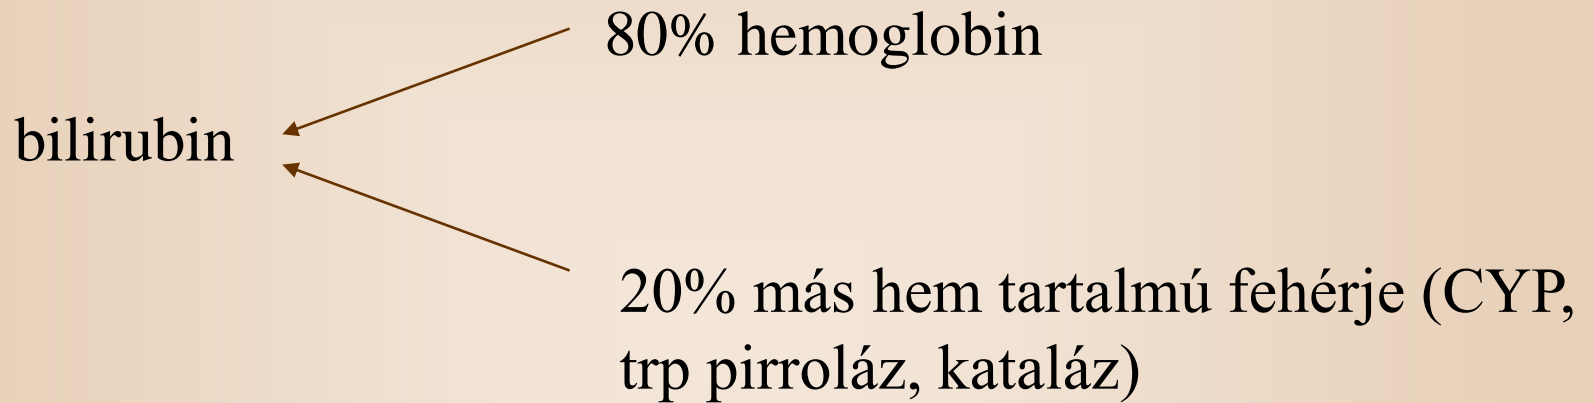 80% hemoglobin
bilirubin
20% más hem tartalmú fehérje (CYP,
trp pirroláz, kataláz)